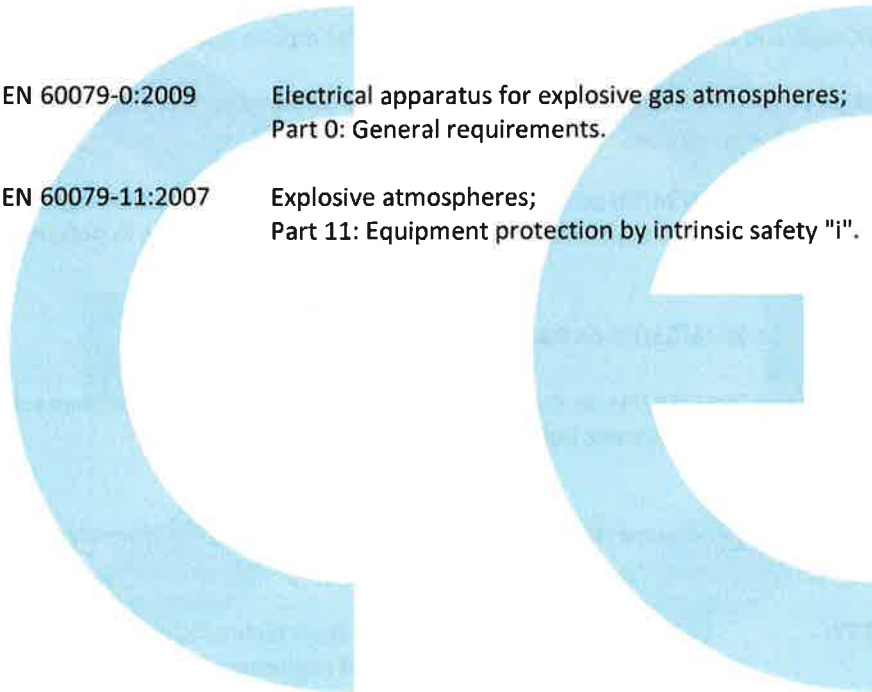 EN 60079-0:2009 Electrical apparatus for explosive gas atmospheres;
Part 0: General requirements.
EN 60079-11:2007 Explosive atmospheres;
Part 11: Equipment protection by intrinsic safety "i".